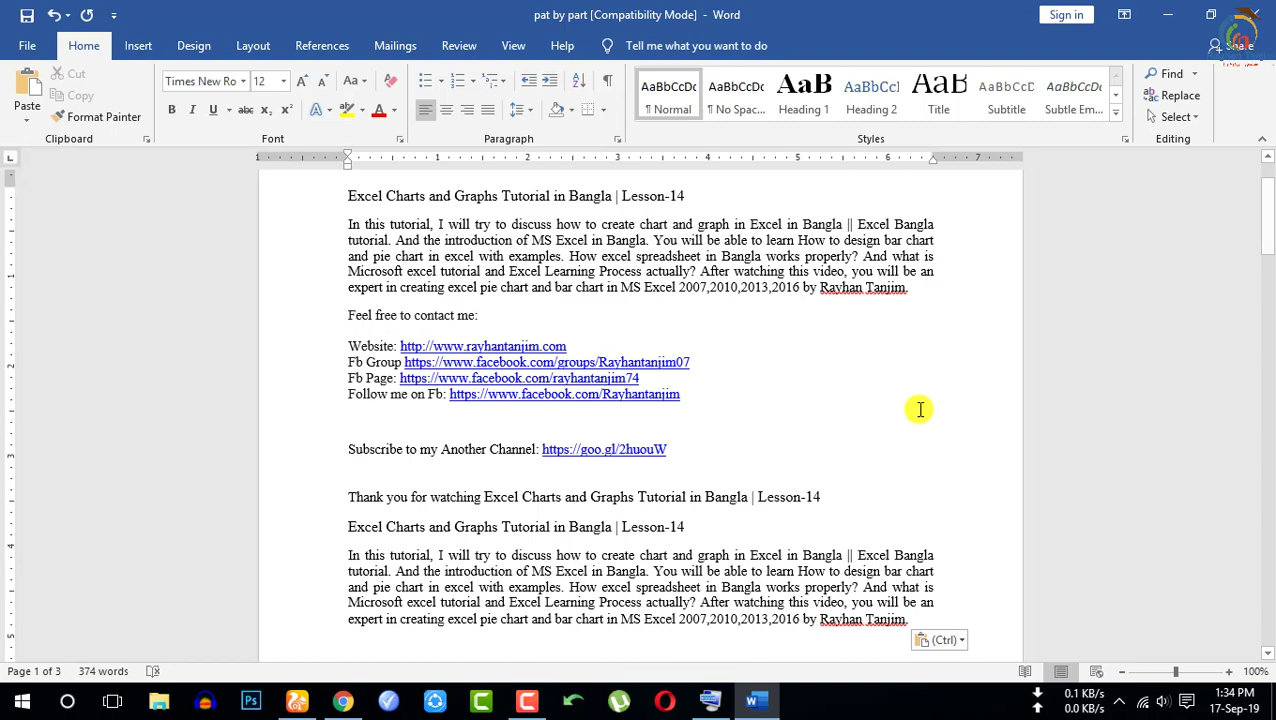 pat by part [Compatibility Mode] - Word
Sign in
File Home Insert Design Layout References Mailings Review View Help Tell me what you want to do Share
Paste
Cut
Copy
Format Painter
Clipboard
Times New Ro 12
Font
Paragraph
AaBbCcDc AaBbCcDc AaB AaBbCcI AaB AaBbCcD AaBbCcDc
¶ Normal ¶ No Spac... Heading 1 Heading 2 Title Subtitle Subtle Em...
Styles
Find
Replace
Select
Editing
1 1 2 3 4 5 6 7
Excel Charts and Graphs Tutorial in Bangla | Lesson-14
In this tutorial, I will try to discuss how to create chart and graph in Excel in Bangla || Excel Bangla
tutorial. And the introduction of MS Excel in Bangla. You will be able to learn How to design bar chart
and pie chart in excel with examples. How excel spreadsheet in Bangla works properly? And what is
Microsoft excel tutorial and Excel Learning Process actually? After watching this video, you will be an
expert in creating excel pie chart and bar chart in MS Excel 2007,2010,2013,2016 by Rayhan Tanjim.
Feel free to contact me:
Website: http://www.rayhantanjim.com
Fb Group https://www.facebook.com/groups/Rayhantanjim07
Fb Page: https://www.facebook.com/rayhantanjim74
Follow me on Fb: https://www.facebook.com/Rayhantanjim
Subscribe to my Another Channel: https://goo.gl/2huouW
Thank you for watching Excel Charts and Graphs Tutorial in Bangla | Lesson-14
Excel Charts and Graphs Tutorial in Bangla | Lesson-14
In this tutorial, I will try to discuss how to create chart and graph in Excel in Bangla || Excel Bangla
tutorial. And the introduction of MS Excel in Bangla. You will be able to learn How to design bar chart
and pie chart in excel with examples. How excel spreadsheet in Bangla works properly? And what is
Microsoft excel tutorial and Excel Learning Process actually? After watching this video, you will be an
expert in creating excel pie chart and bar chart in MS Excel 2007,2010,2013,2016 by Rayhan Tanjim.
(Ctrl)
Page 1 of 3 374 words
100%
0.1 KB/s
0.0 KB/s
1:34 PM
17-Sep-19